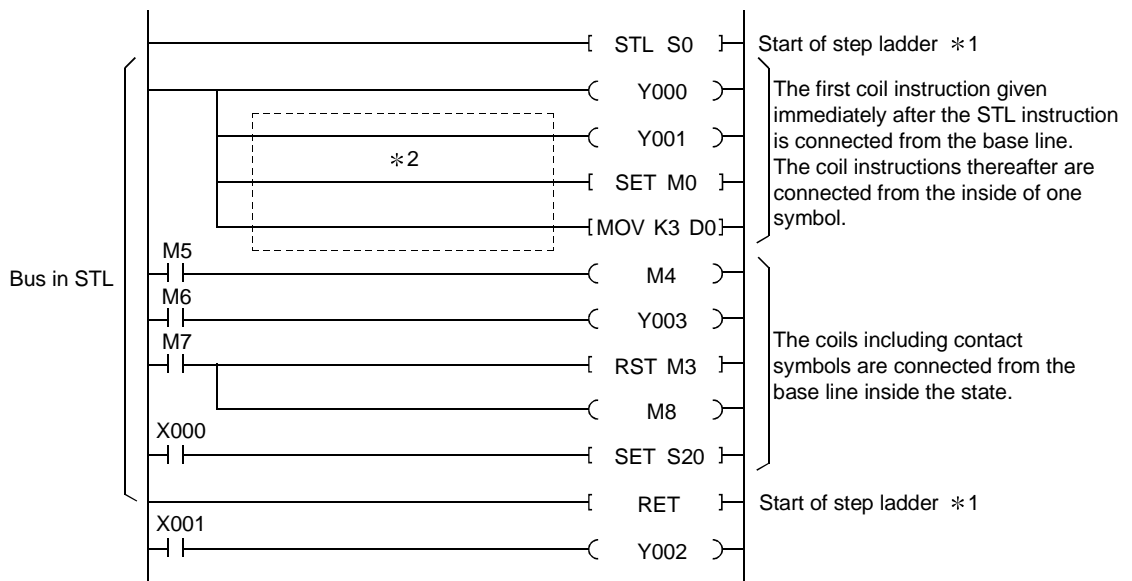 STL S0
Start of step ladder ＊1
Y000
The first coil instruction given
immediately after the STL instruction
is connected from the base line.
The coil instructions thereafter are
connected from the inside of one
symbol.
Y001
＊2
SET M0
MOV K3 D0
Bus in STL
M5
M4
M6
Y003
M7
RST M3
The coils including contact
symbols are connected from the
base line inside the state.
M8
X000
SET S20
RET
Start of step ladder ＊1
X001
Y002